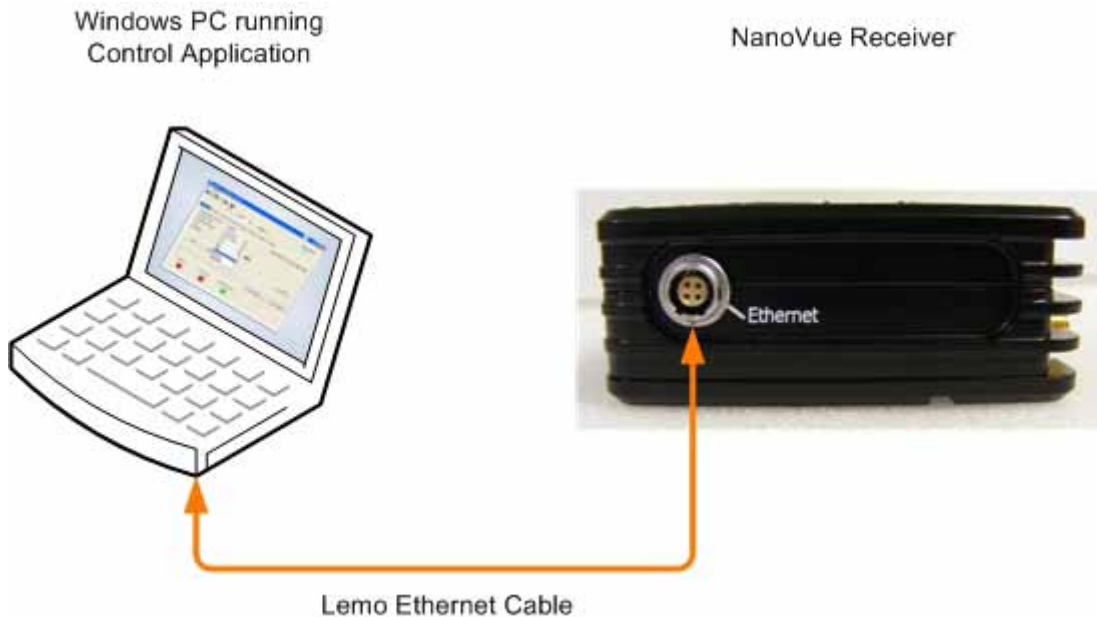 Windows PC running
Control Application
NanoVue Receiver
Ethernet
Lemo Ethernet Cable